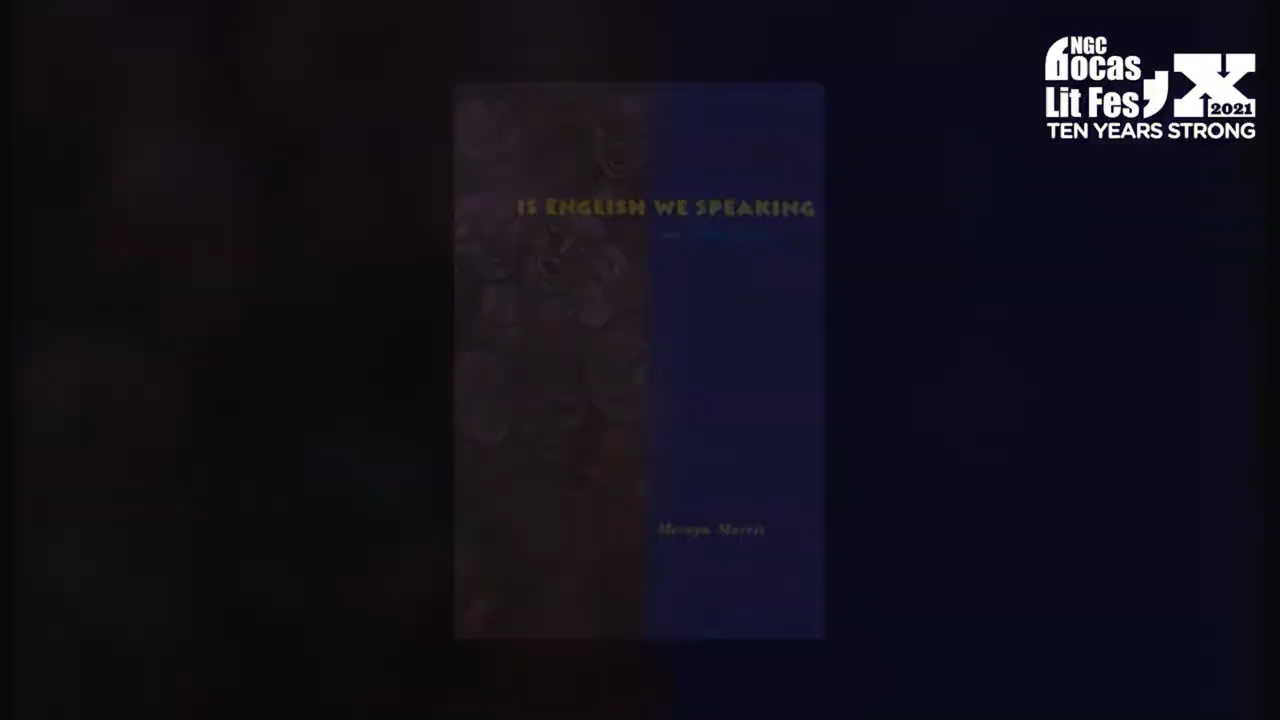 NGC
Bocas
Lit Fest X
2021
TEN YEARS STRONG
IS ENGLISH WE SPEAKING
Mervyn Morris